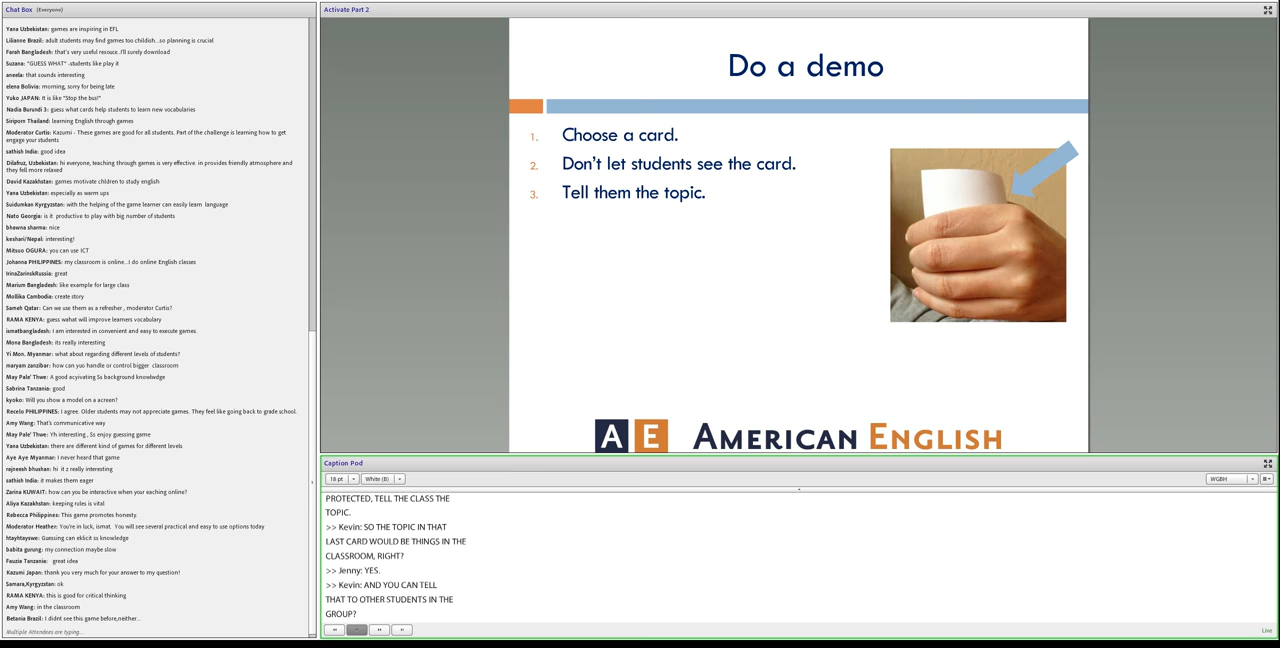 Chat Box (Everyone)
Yana Uzbekistan: games are inspiring in EFL
Lilianne Brazil: adult students may find games too childish...so planning is crucial
Farah Bangladesh: that's very useful resouce..I'll surely download
Suzana: "GUESS WHAT" -students like play it
aneela: that sounds interesting
elena Bolivia: morning, sorry for being late
Yuko JAPAN: It is like "Stop the bus!"
Nadia Burundi 3: guess what cards help students to learn new vocabularies
Siriporn Thailand: learning English through games
Moderator Curtis: Kazumi - These games are good for all students. Part of the challenge is learning how to get
engage your students
sathish India: good idea
Dilafruz, Uzbekistan: hi everyone, teaching through games is very effective. in provides friendly atmosphere and
they fell more relaxed
David Kazakhstan: games motivate chldren to study english
Yana Uzbekistan: especially as warm ups
Suidunkan Kyrgyzstan: with the helping of the game learner can easily learn language
Nato Georgia: is it productive to play with big number of students
bhawna sharma: nice
keshari/Nepal: interesting!
Mitsuo OGURA: you can use ICT
Johanna PHILIPPINES: my classroom is online...I do online English classes
IrinaZarinskRussia: great
Marium Bangladesh: like example for large class
Mollika Cambodia: create story
Sameh Qatar: Can we use them as a refresher , moderator Curtis?
RAMA KENYA: guess wahat will improve learners vocabulary
ismatbangladesh: I am interested in convenient and easy to execute games.
Mona Bangladesh: its really interesting
Yi Mon. Myanmar: what about regarding different levels of students?
maryam zanzibar: how can yuo handle or control bigger classroom
May Pale' Thwe: A good acyivating Ss background knowlwdge
Sabrina Tanzania: good
kyoko: Will you show a model on a acreen?
Recelo PHILIPPINES: I agree. Older students may not appreciate games. They feel like going back to grade school.
Amy Wang: That's communicative way
May Pale' Thwe: Yh interesting , Ss enjoy guessing game
Yana Uzbekistan: there are different kind of games for different levels
Aye Aye Myanmar: I never heard that game
rajneesh bhushan: hi it z really interesting
sathish India: it makes them eager
Zarina KUWAIT: how can you be interactive when your eaching online?
Aliya Kazakhstan: keeping rules is vital
Rebecca Philippines: This game promotes honesty.
Moderator Heather: You're in luck, ismat. You will see several practical and easy to use options today
htayhtayswe: Guessing can eklicit ss knowledge
babita gurung: my connection maybe slow
Fauzia Tanzania: great idea
Kazumi Japan: thank you very much for your answer to my question!
Samara,Kyrgyzstan: ok
RAMA KENYA: this is good for critical thinking
Amy Wang: in the classroom
Betania Brazil: I didnt see this game before,neither...
Multiple Attendees are typing...
Activate Part 2
Do a demo
1. Choose a card.
2. Don't let students see the card.
3. Tell them the topic.
A E AMERICAN ENGLISH
Caption Pod
18 pt White (B) WGBH
PROTECTED, TELL THE CLASS THE
TOPIC.
>> Kevin: SO THE TOPIC IN THAT
LAST CARD WOULD BE THINGS IN THE
CLASSROOM, RIGHT?
>> Jenny: YES.
>> Kevin: AND YOU CAN TELL
THAT TO OTHER STUDENTS IN THE
GROUP?
Live